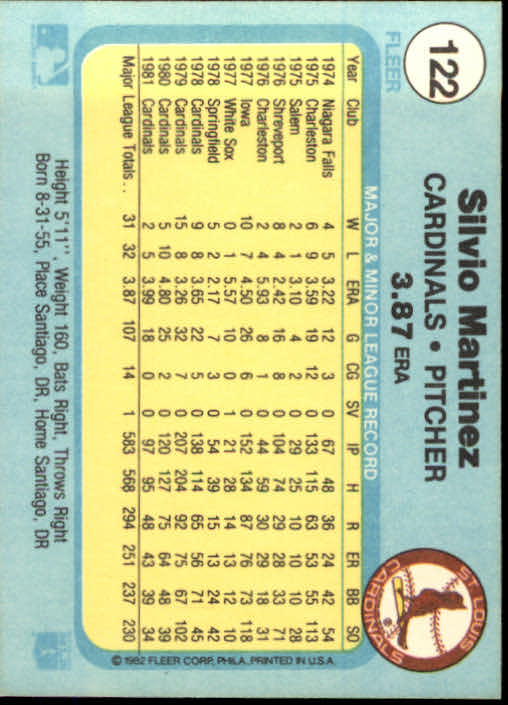 122
FLEER
Silvio Martinez
CARDINALS • PITCHER
3.87 ERA
ST. LOUIS
CARDINALS
MAJOR & MINOR LEAGUE RECORD
Year Club W L ERA G CG SV IP H R ER BB SO
1974 Niagara Falls 4 5 3.22 12 3 0 67 48 36 24 42 54
1975 Charleston 6 9 3.59 19 12 0 133 115 63 53 55 113
1975 Salem 2 1 3.10 4 2 0 29 25 10 10 10 28
1976 Shreveport 8 4 2.42 16 8 0 104 74 29 28 33 71
1976 Charleston 2 4 5.93 8 1 0 44 59 30 29 18 31
1977 Iowa 10 7 4.50 26 6 0 152 134 87 76 73 118
1977 White Sox 0 1 5.57 10 0 1 21 28 14 13 12 10
1978 Springfield 5 2 2.17 7 3 0 54 39 15 13 24 42
1978 Cardinals 9 8 3.65 22 5 0 138 114 65 56 71 45
1979 Cardinals 15 8 3.26 32 7 0 207 204 92 75 67 102
1980 Cardinals 5 10 4.80 25 2 0 120 127 75 64 48 39
1981 Cardinals 2 5 3.99 18 0 0 97 95 48 43 39 34
Major League Totals.. 31 32 3.87 107 14 1 583 568 294 251 237 230
© 1982 FLEER CORP., PHILA. PRINTED IN U.S.A.
Height 5'11", Weight 160, Bats Right, Throws Right
Born 8-31-55, Place Santiago, DR, Home Santiago, DR